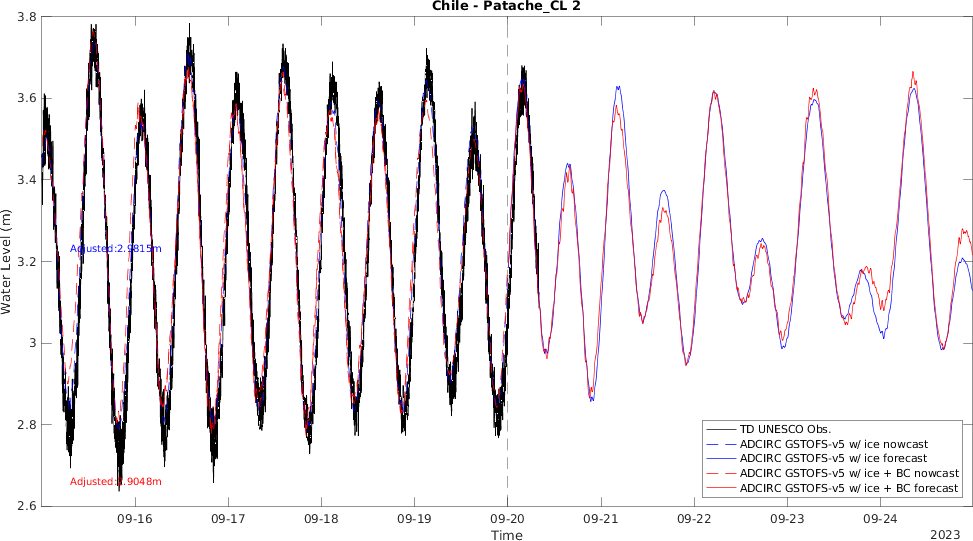 Chile - Patache_CL 2
Water Level (m)
3.8
3.6
3.4
3.2
3
2.8
2.6
Adjusted:2.9815m
Adjusted:2.9048m
TD UNESCO Obs.
ADCIRC GSTOFS-v5 w/ ice nowcast
ADCIRC GSTOFS-v5 w/ ice forecast
ADCIRC GSTOFS-v5 w/ ice + BC nowcast
ADCIRC GSTOFS-v5 w/ ice + BC forecast
09-16
09-17
09-18
09-19
09-20
09-21
09-22
09-23
09-24
Time
2023